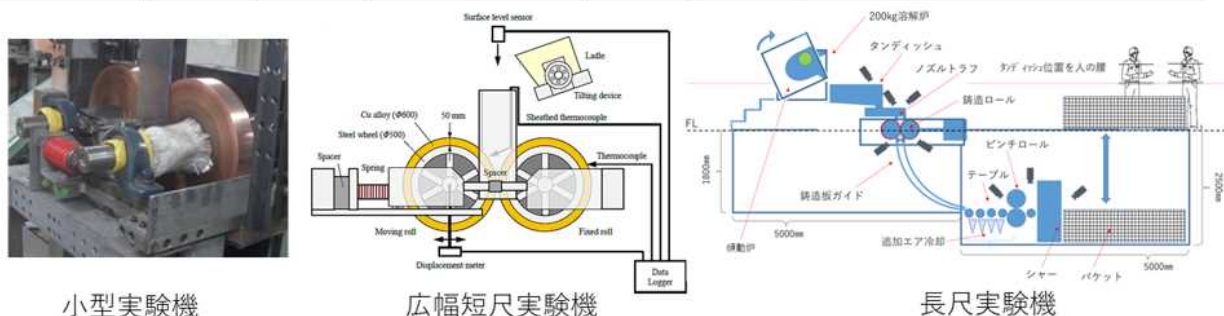 Surface level sensor
Ladle
Tilting device
Cu alloy (Φ600)
50 mm
Steel wheel (Φ500)
Sheathed thermocouple
Spacer
Spring
Spacer
Thermocouple
Moving roll
Fixed roll
Displacement meter
Data
Logger
200kg溶解炉
タンディッシュ
ノズルトラフ
タンディッシュ位置を人の腰
鋳造ロール
FL
ピンチロール
テーブル
1800mm
2500mm
鋳造板ガイド
5000mm
追加エア冷却
傾動炉
シャー
バケット
5000mm
小型実験機
広幅短尺実験機
長尺実験機